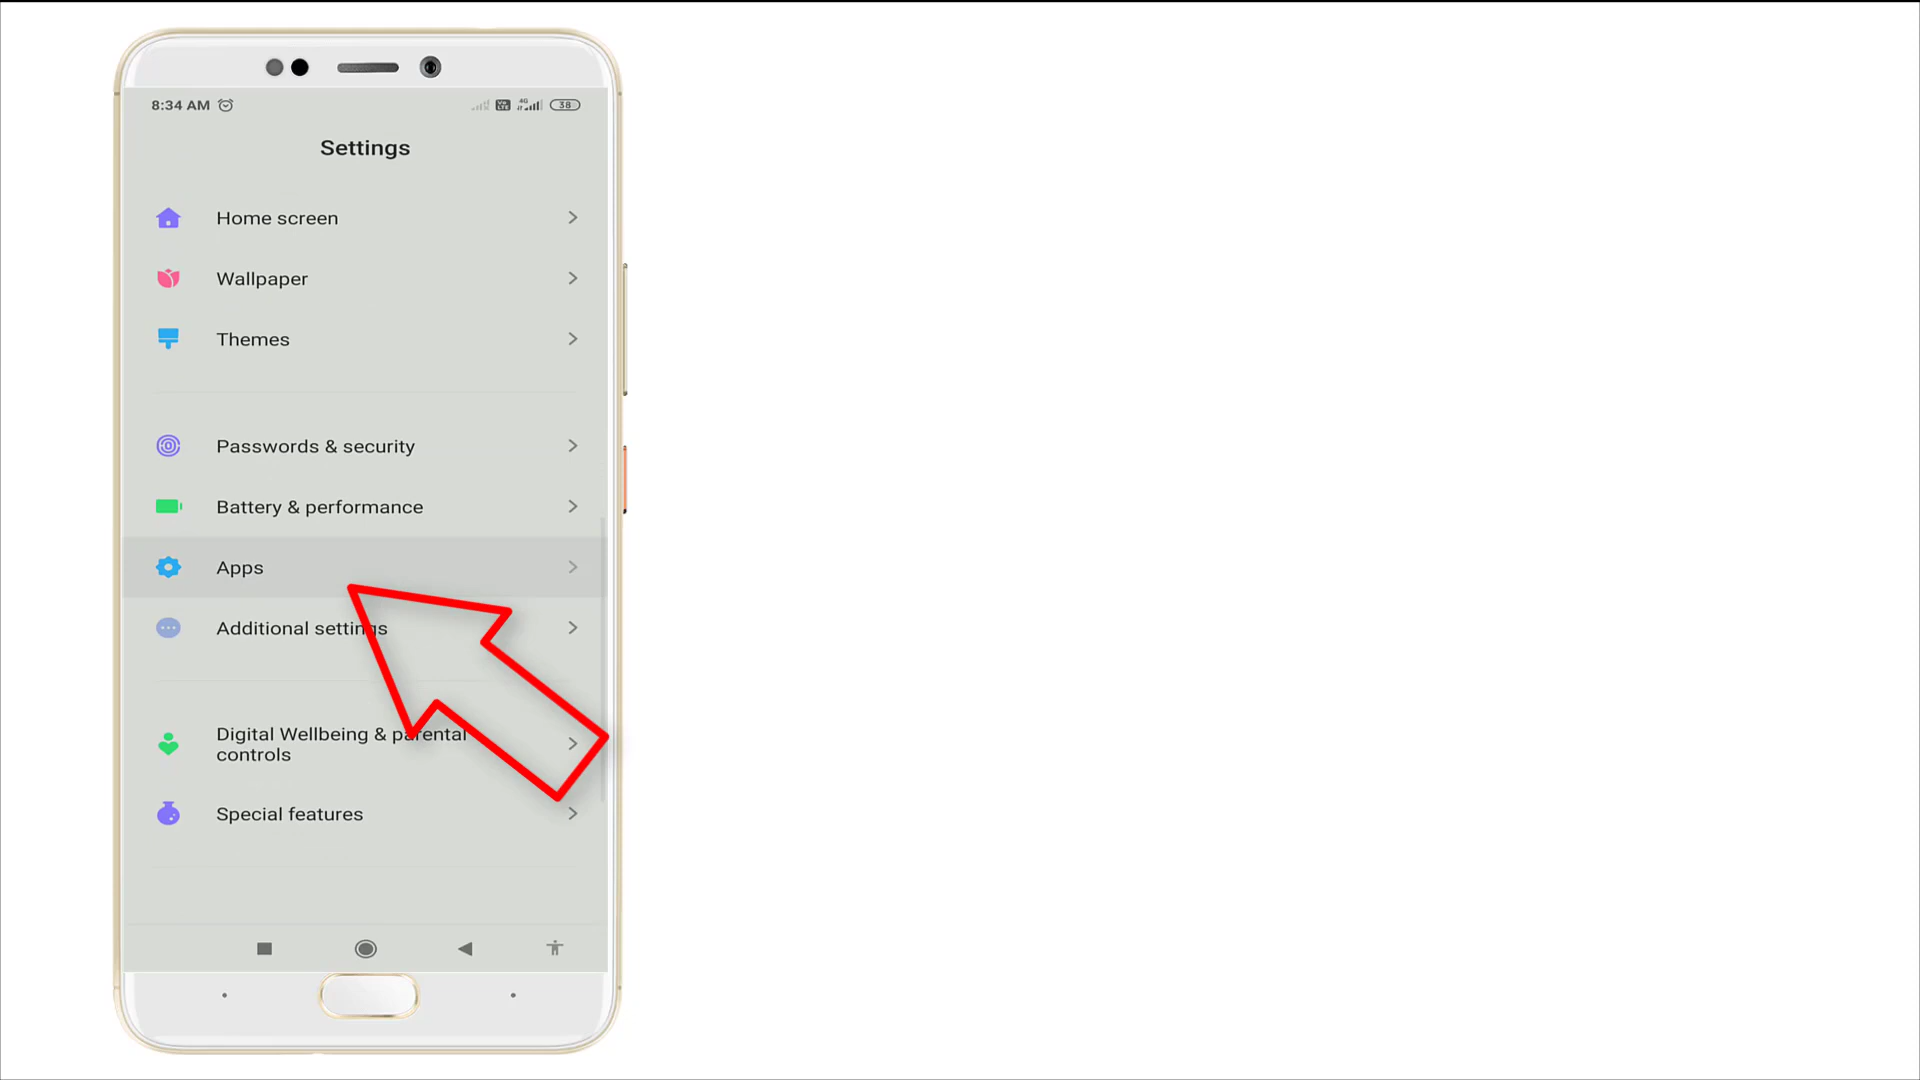 8:34 AM
38
Settings
Home screen
Wallpaper
Themes
Passwords & security
Battery & performance
Apps
Additional settings
Digital Wellbeing & parental
controls
Special features